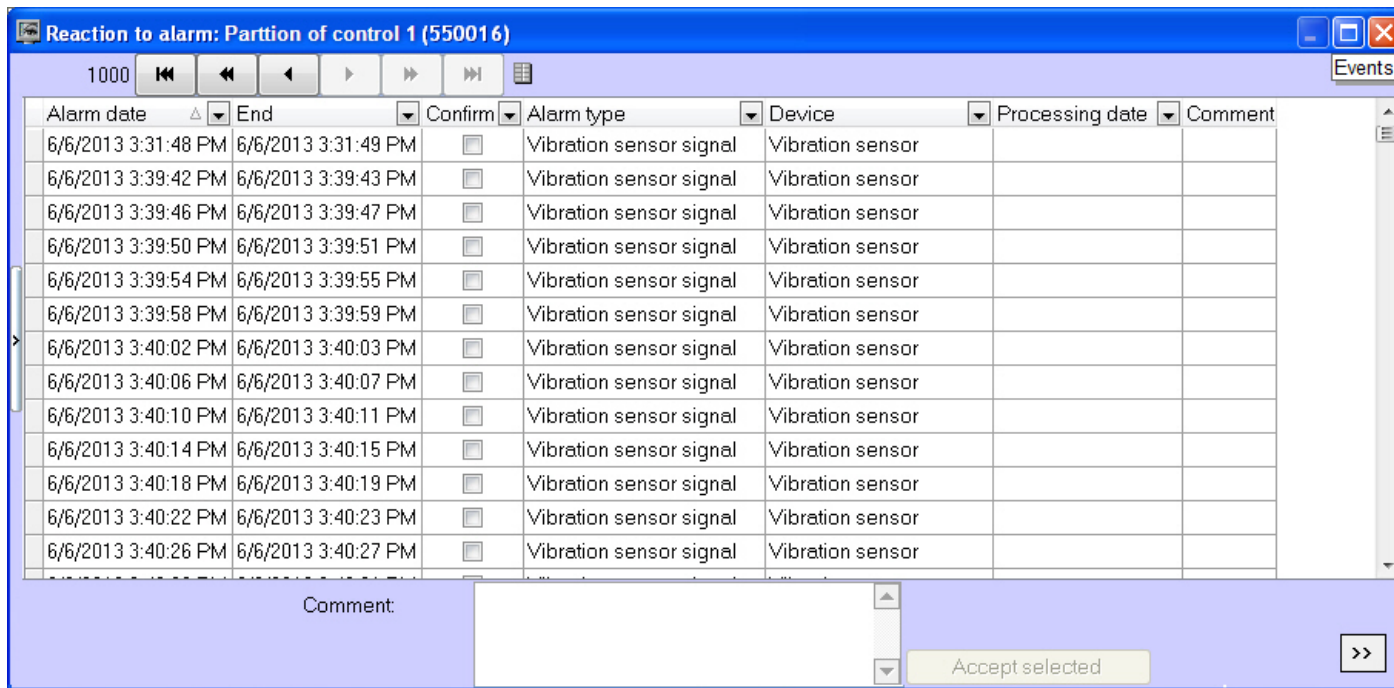 Reaction to alarm: Parttion of control 1 (550016)
1000
Events
Alarm date End Confirm Alarm type Device Processing date Comment
6/6/2013 3:31:48 PM 6/6/2013 3:31:49 PM Vibration sensor signal Vibration sensor
6/6/2013 3:39:42 PM 6/6/2013 3:39:43 PM Vibration sensor signal Vibration sensor
6/6/2013 3:39:46 PM 6/6/2013 3:39:47 PM Vibration sensor signal Vibration sensor
6/6/2013 3:39:50 PM 6/6/2013 3:39:51 PM Vibration sensor signal Vibration sensor
6/6/2013 3:39:54 PM 6/6/2013 3:39:55 PM Vibration sensor signal Vibration sensor
6/6/2013 3:39:58 PM 6/6/2013 3:39:59 PM Vibration sensor signal Vibration sensor
6/6/2013 3:40:02 PM 6/6/2013 3:40:03 PM Vibration sensor signal Vibration sensor
6/6/2013 3:40:06 PM 6/6/2013 3:40:07 PM Vibration sensor signal Vibration sensor
6/6/2013 3:40:10 PM 6/6/2013 3:40:11 PM Vibration sensor signal Vibration sensor
6/6/2013 3:40:14 PM 6/6/2013 3:40:15 PM Vibration sensor signal Vibration sensor
6/6/2013 3:40:18 PM 6/6/2013 3:40:19 PM Vibration sensor signal Vibration sensor
6/6/2013 3:40:22 PM 6/6/2013 3:40:23 PM Vibration sensor signal Vibration sensor
6/6/2013 3:40:26 PM 6/6/2013 3:40:27 PM Vibration sensor signal Vibration sensor
Comment:
Accept selected
>>